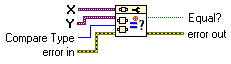 X
Y
Compare Type
error in
=?
Equal?
error out